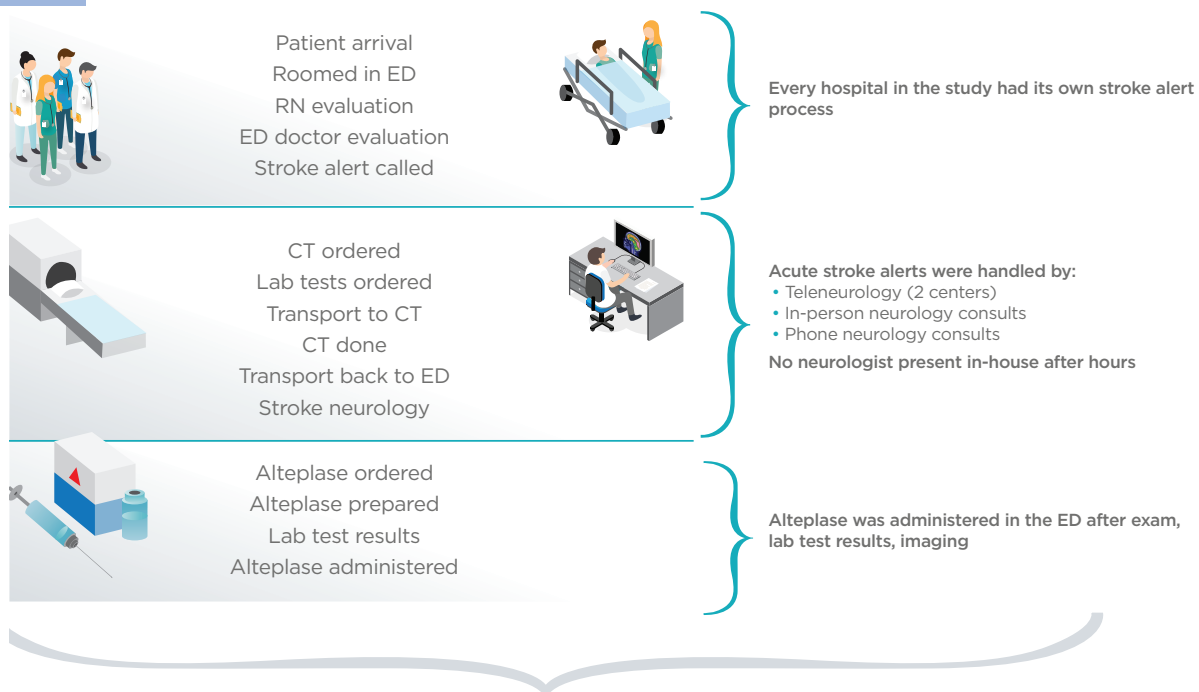 Patient arrival
Roomed in ED
RN evaluation
ED doctor evaluation
Stroke alert called
Every hospital in the study had its own stroke alert
process
CT ordered
Lab tests ordered
Transport to CT
CT done
Transport back to ED
Stroke neurology
Acute stroke alerts were handled by:
• Teleneurology (2 centers)
• In-person neurology consults
• Phone neurology consults
No neurologist present in-house after hours
Alteplase ordered
Alteplase prepared
Lab test results
Alteplase administered
Alteplase was administered in the ED after exam,
lab test results, imaging